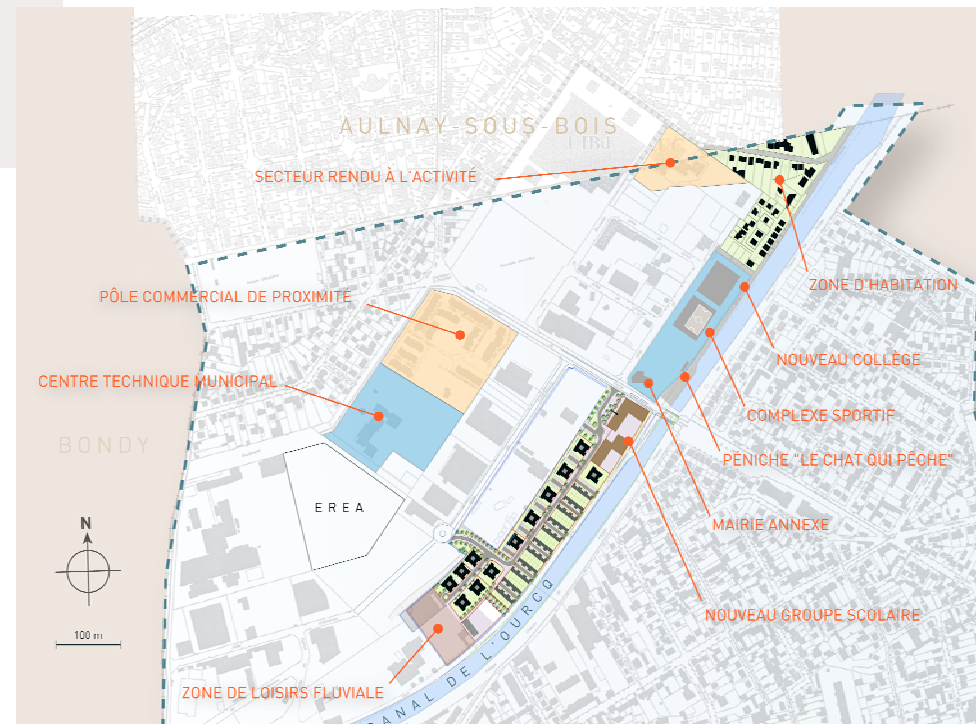 AULNAY-SOUS-BOIS
SECTEUR RENDU À L'ACTIVITÉ
ZONE D'HABITATION
PÔLE COMMERCIAL DE PROXIMITÉ
NOUVEAU COLLÈGE
CENTRE TECHNIQUE MUNICIPAL
COMPLEXE SPORTIF
BONDY
PÉNICHE "LE CHAT QUI PÊCHE"
EREA
N
MAIRIE ANNEXE
NOUVEAU GROUPE SCOLAIRE
100 m
ZONE DE LOISIRS FLUVIALE
CANAL DE L'OURCQ